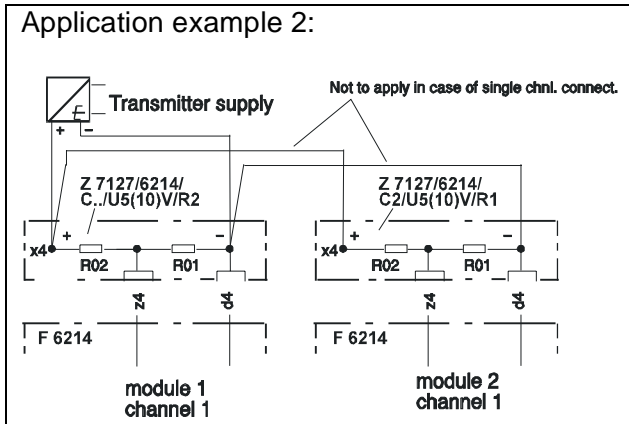 Application example 2:
Not to apply in case of single chnl. connect.
E Transmitter supply
+ –
Z 7127/6214/
C../U5(10)V/R2
Z 7127/6214/
C2/U5(10)V/R1
x4 + –
R02 R01
x4 + –
R02 R01
z4 d4
z4 d4
F 6214
F 6214
module 1
channel 1
module 2
channel 1